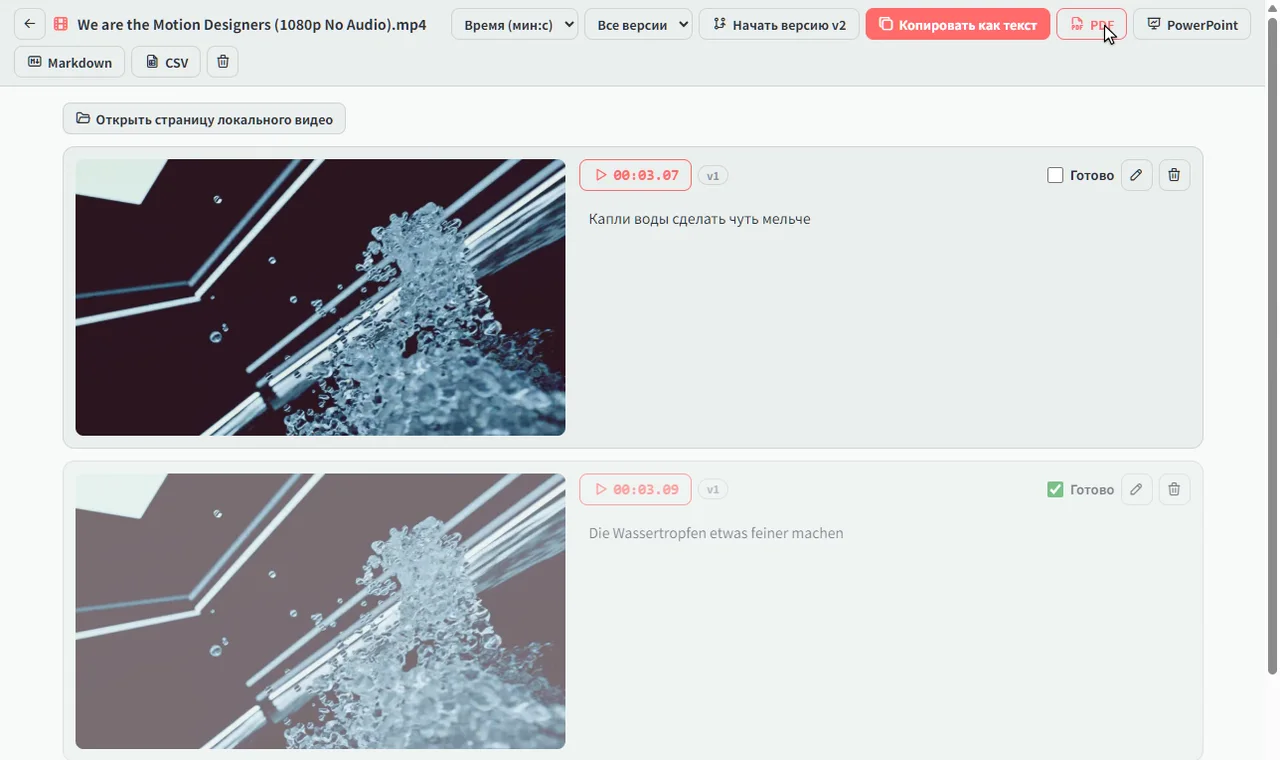 We are the Motion Designers (1080p No Audio).mp4
Время (мин:с)
Все версии
Начать версию v2
Копировать как текст
PDF
PowerPoint
Markdown
CSV
Открыть страницу локального видео
00:03.07
v1
Готово
Капли воды сделать чуть мельче
00:03.09
v1
Готово
Die Wassertropfen etwas feiner machen